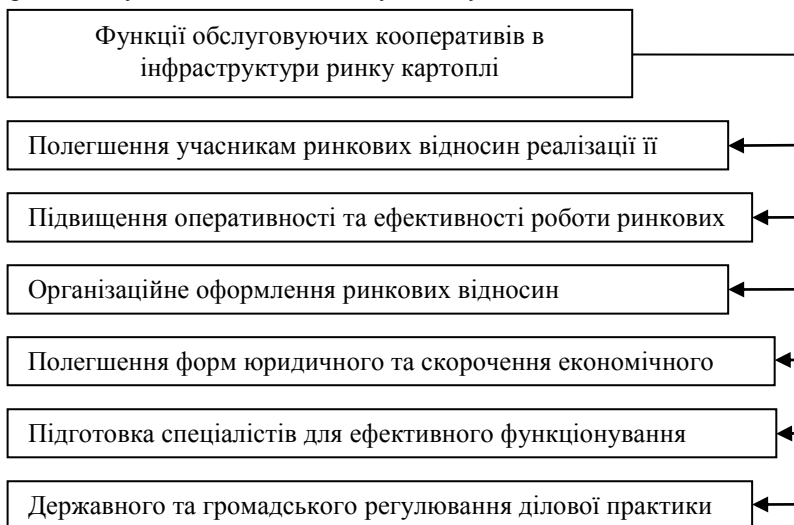 Функції обслуговуючих кооперативів в
інфраструктури ринку картоплі
Полегшення учасникам ринкових відносин реалізації її
Підвищення оперативності та ефективності роботи ринкових
Організаційне оформлення ринкових відносин
Полегшення форм юридичного та скорочення економічного
Підготовка спеціалістів для ефективного функціонування
Державного та громадського регулювання ділової практики